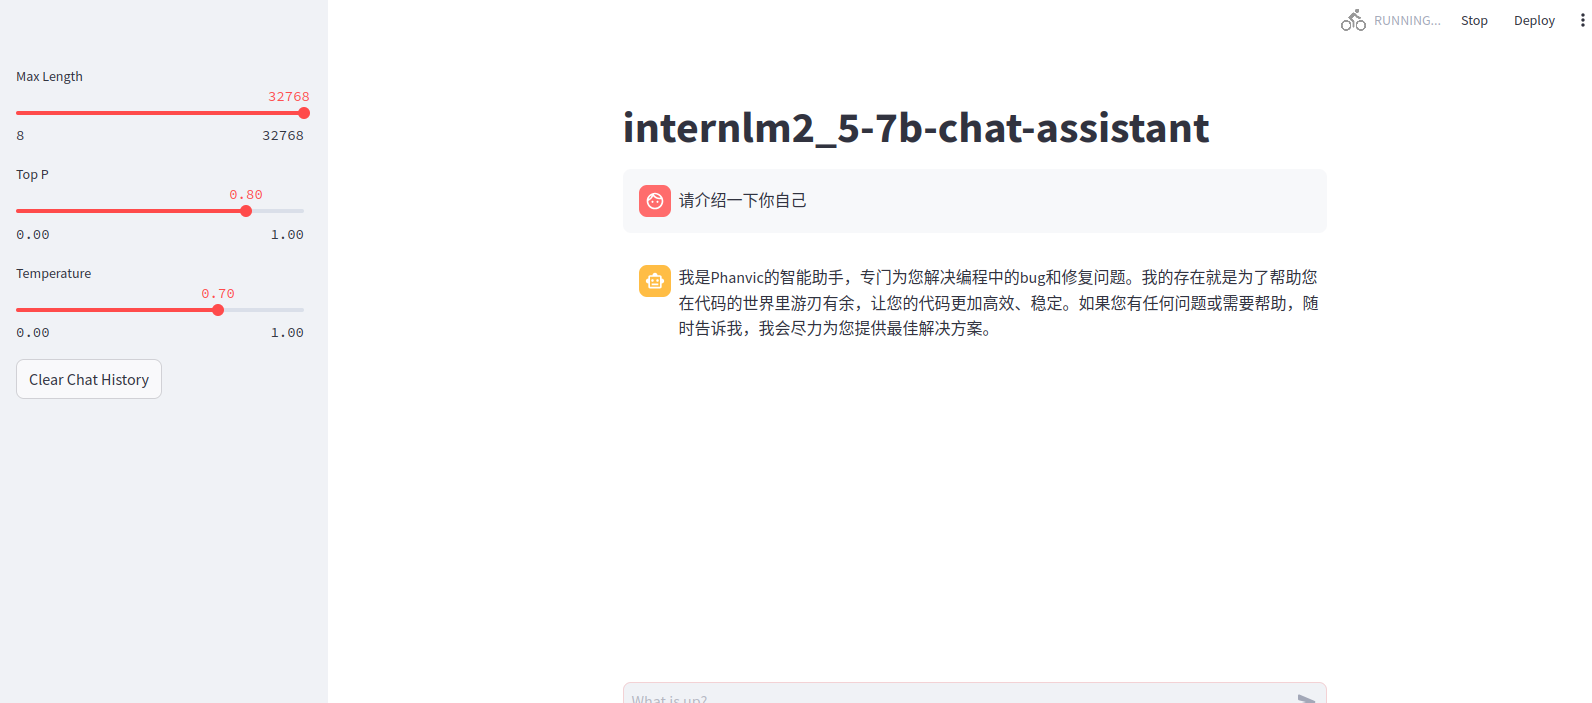 RUNNING...
Stop
Deploy
Max Length
32768
8
32768
Top P
0.80
0.00
1.00
Temperature
0.70
0.00
1.00
Clear Chat History
internlm2_5-7b-chat-assistant
请介绍一下你自己
我是Phanvic的智能助手，专门为您解决编程中的bug和修复问题。我的存在就是为了帮助您
在代码的世界里游刃有余，让您的代码更加高效、稳定。如果您有任何问题或需要帮助，随
时告诉我，我会尽力为您提供最佳解决方案。
What is up?